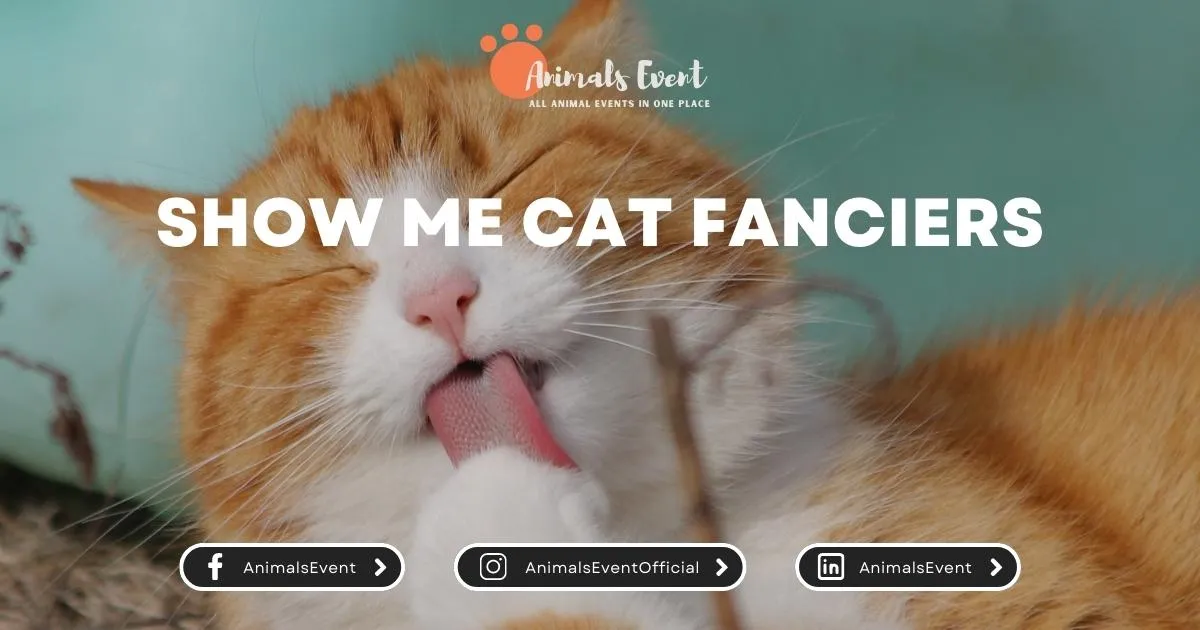 Animals Event
ALL ANIMAL EVENTS IN ONE PLACE
SHOW ME CAT FANCIERS
AnimalsEvent
AnimalsEventOfficial
AnimalsEvent